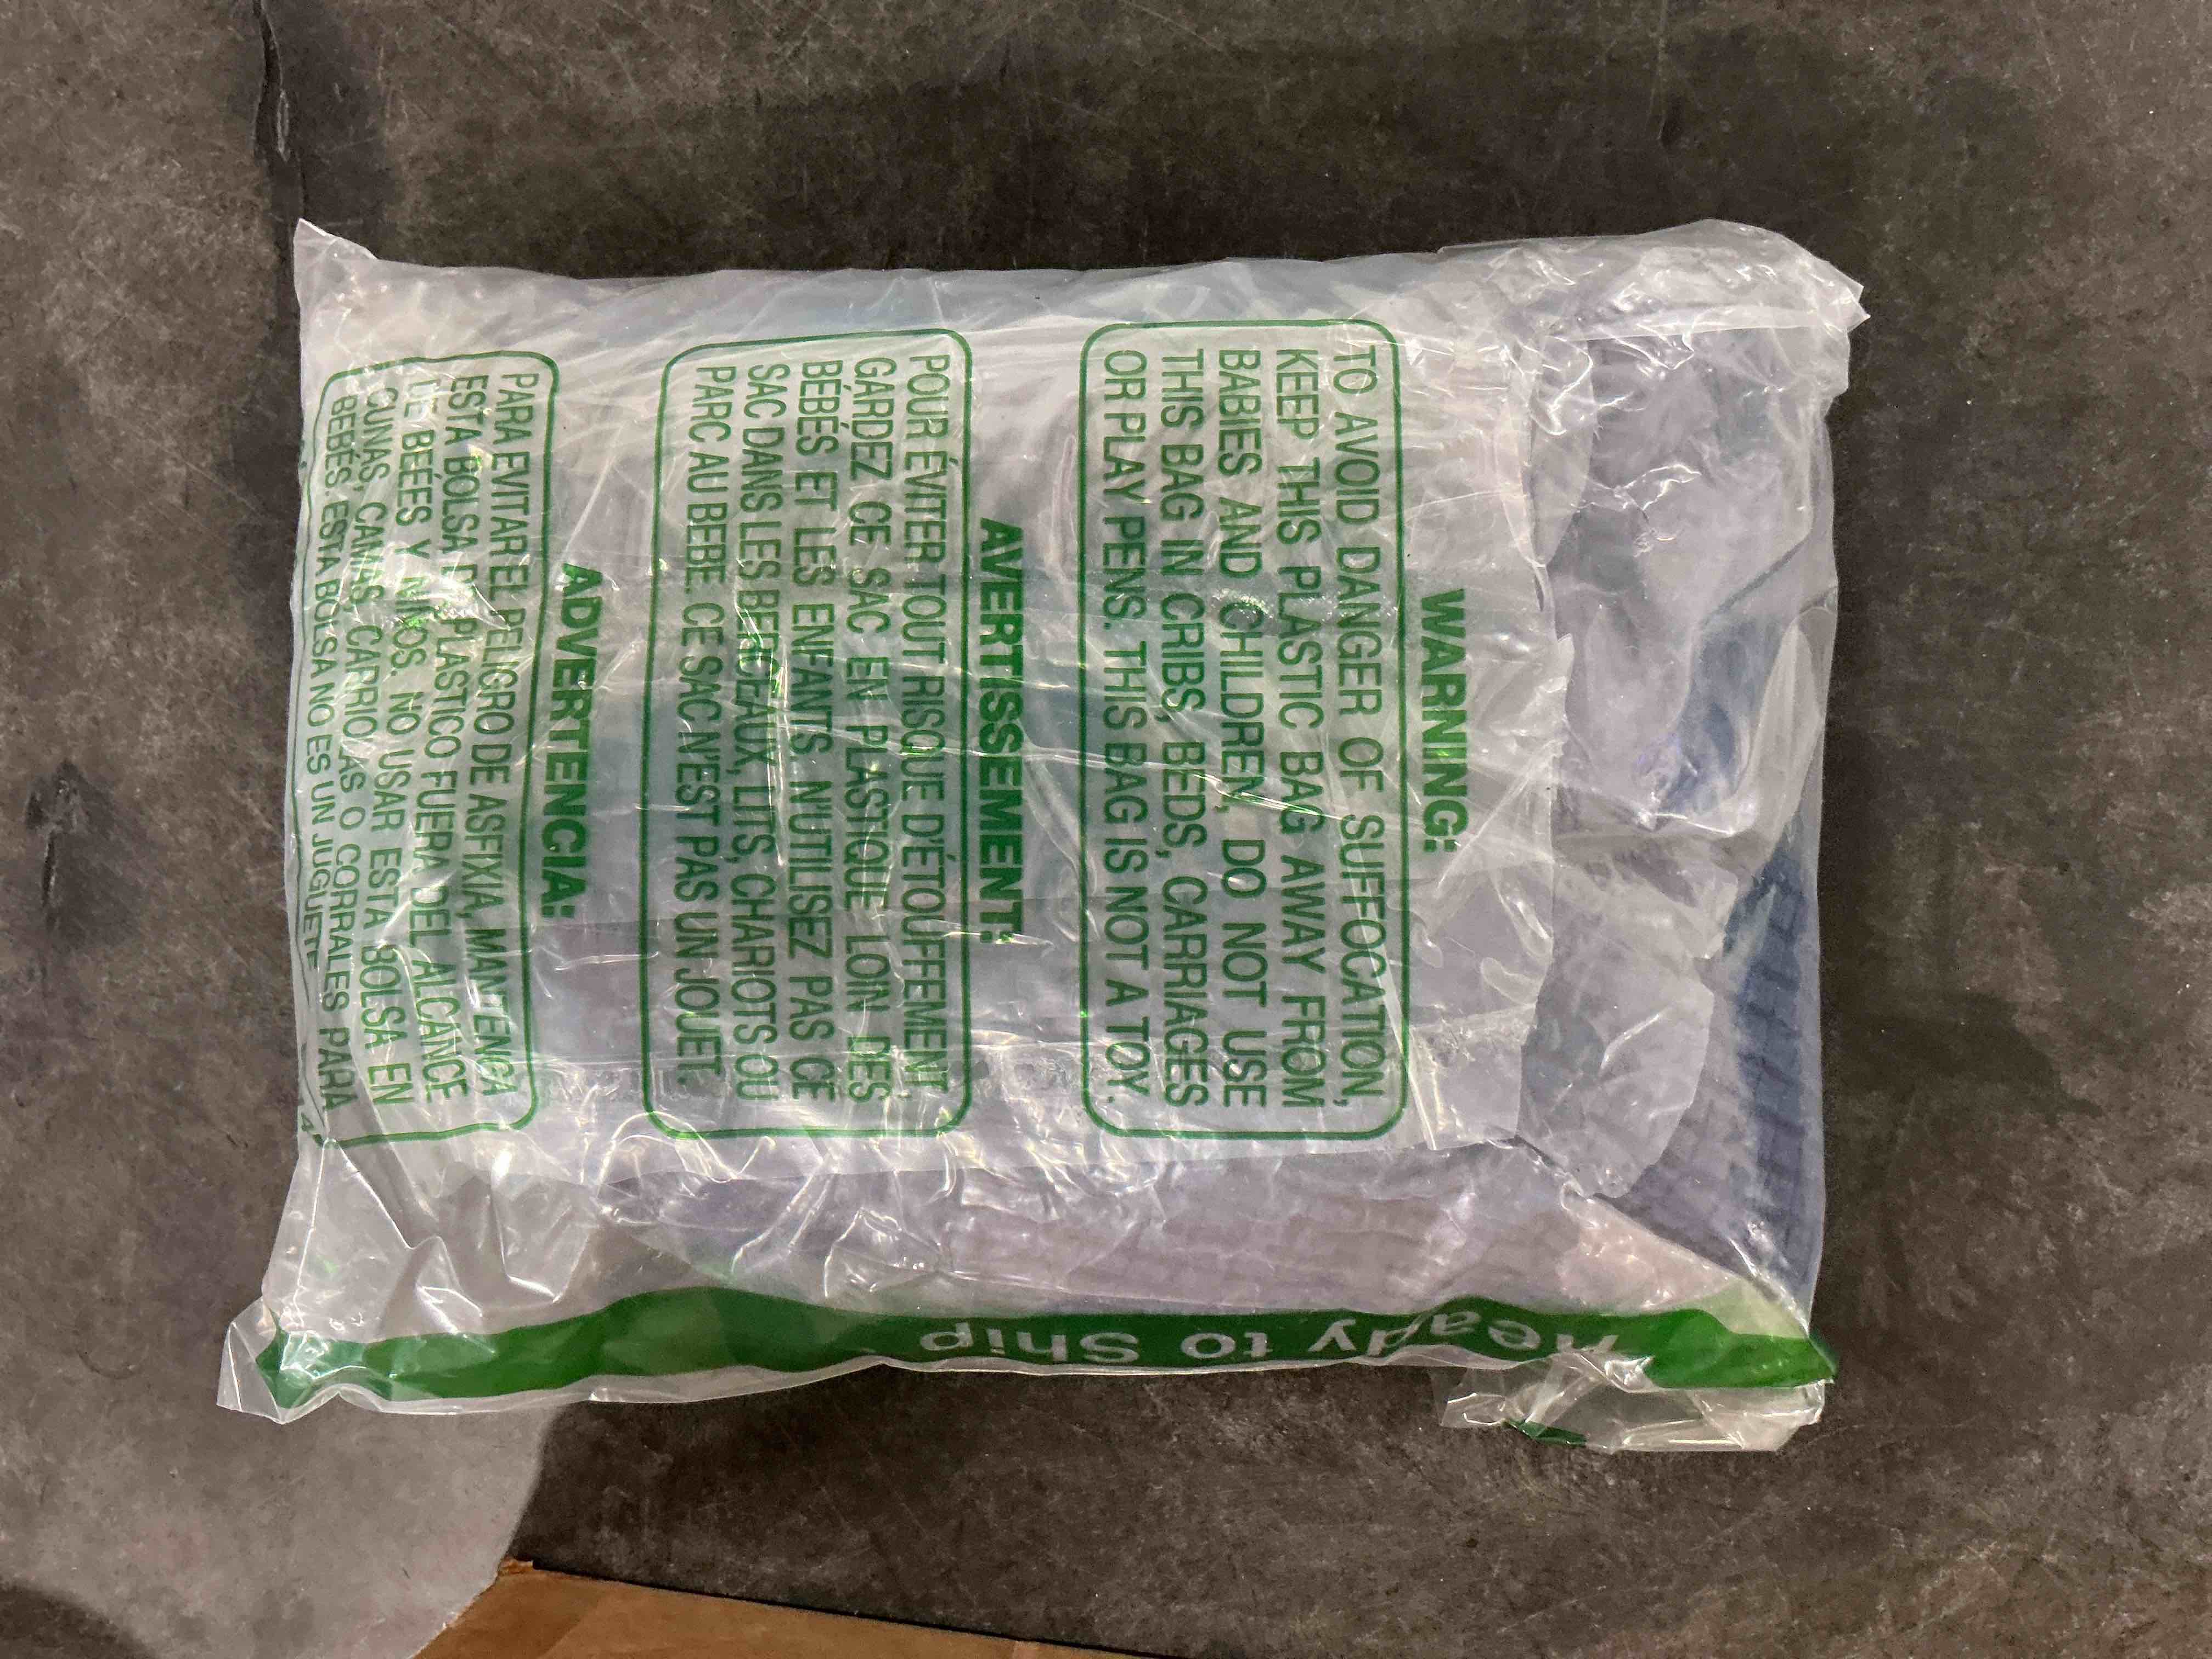 WARNING:
TO AVOID DANGER OF SUFFOCATION,
KEEP THIS PLASTIC BAG AWAY FROM
BABIES AND CHILDREN, DO NOT USE
THIS BAG IN CRIBS, BEDS, CARRIAGES
OR PLAY PENS. THIS BAG IS NOT A TOY.
AVERTISSEMENT:
POUR ÉVITER TOUT RISQUE D'ÉTOUFFEMENT,
GARDEZ CE SAC EN PLASTIQUE LOIN DES
BÉBÉS ET LES ENFANTS. N'UTILISEZ PAS CE
SAC DANS LES BERCEAUX, LITS, CHARIOTS OU
PARC AU BEBE. CE SAC N'EST PAS UN JOUET.
ADVERTENCIA:
PARA EVITAR EL PELIGRO DE ASFIXIA, MANTENGA
ESTA BOLSA DE PLASTICO FUERA DEL ALCANCE
DE BEÉES Y NIÑOS. NO USAR ESTA BOLSA EN
CUNAS, CAMAS, CARRIOLAS O CORRALES PARA
BEBÉS. ESTA BOLSA NO ES UN JUGUETE
Ready to Ship